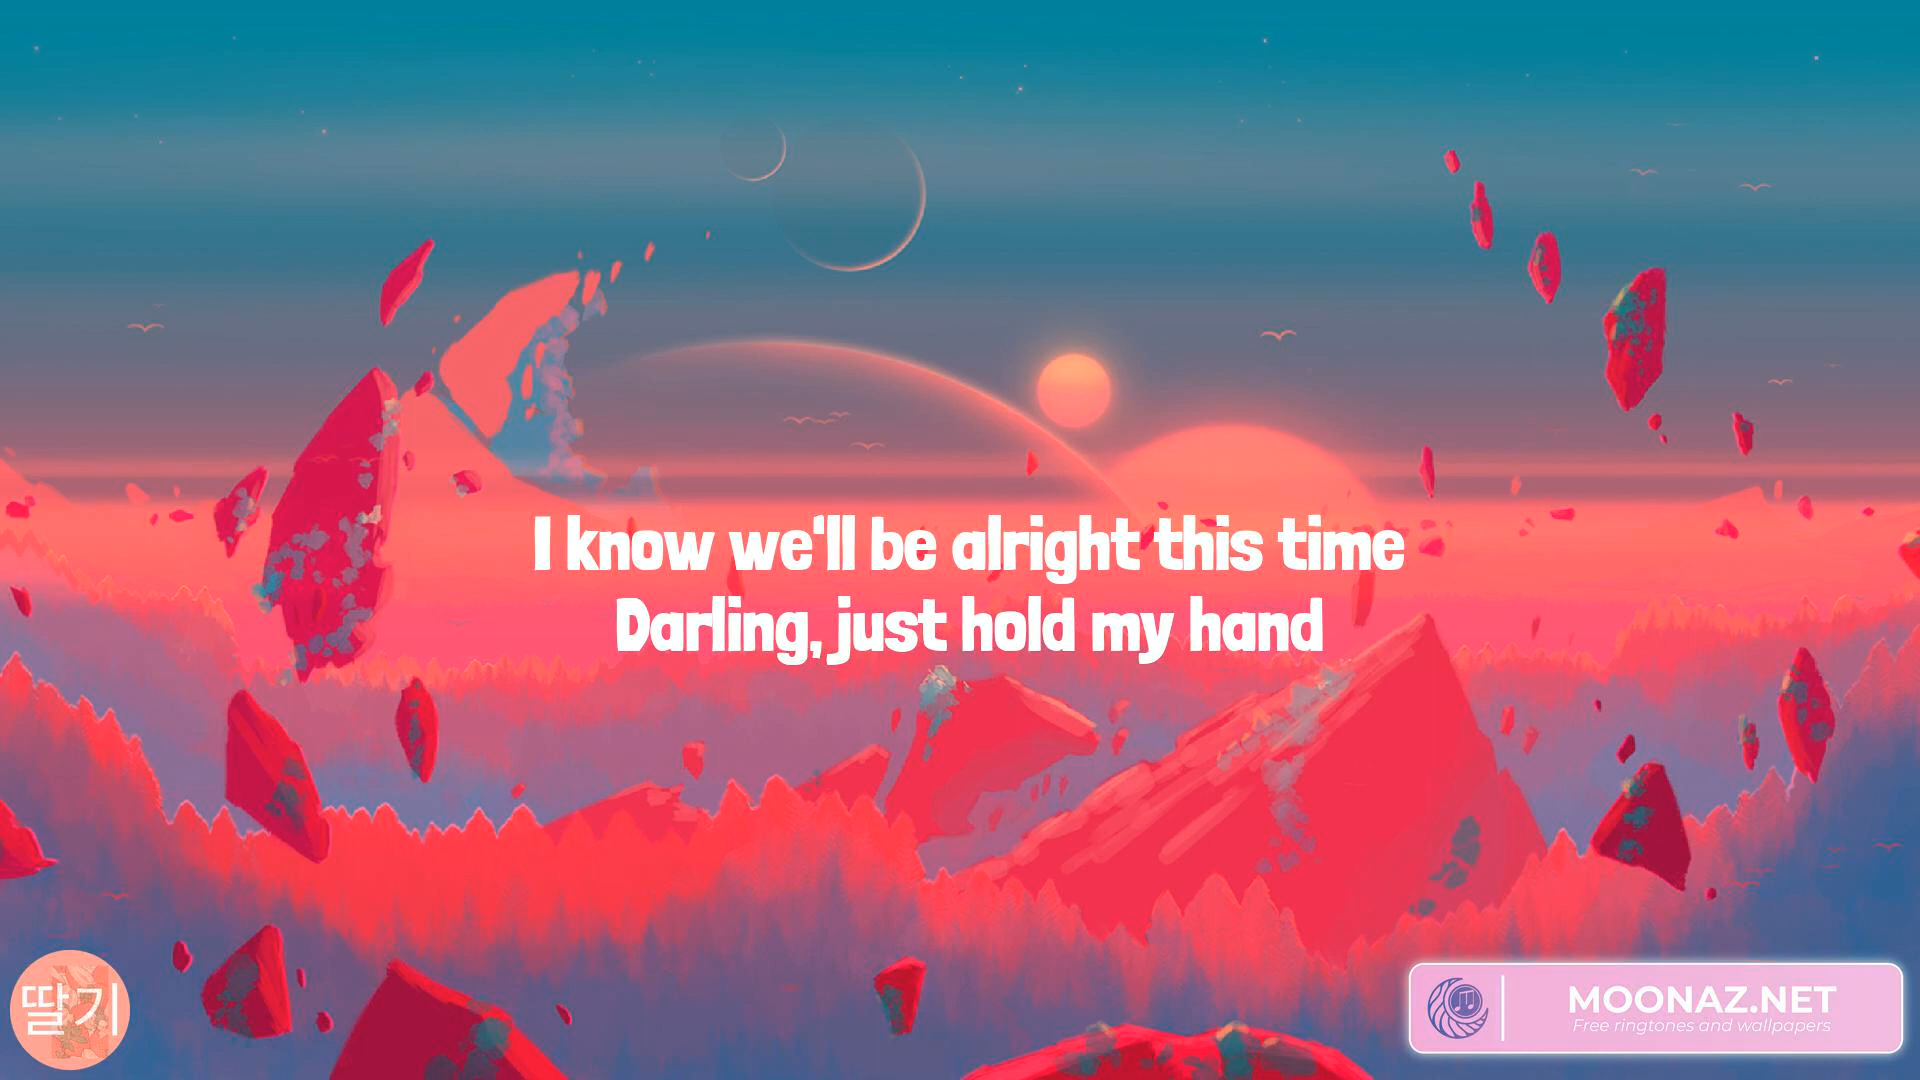 I know we'll be alright this time
Darling, just hold my hand
딸기
MOONAZ.NET
Free ringtones and wallpapers